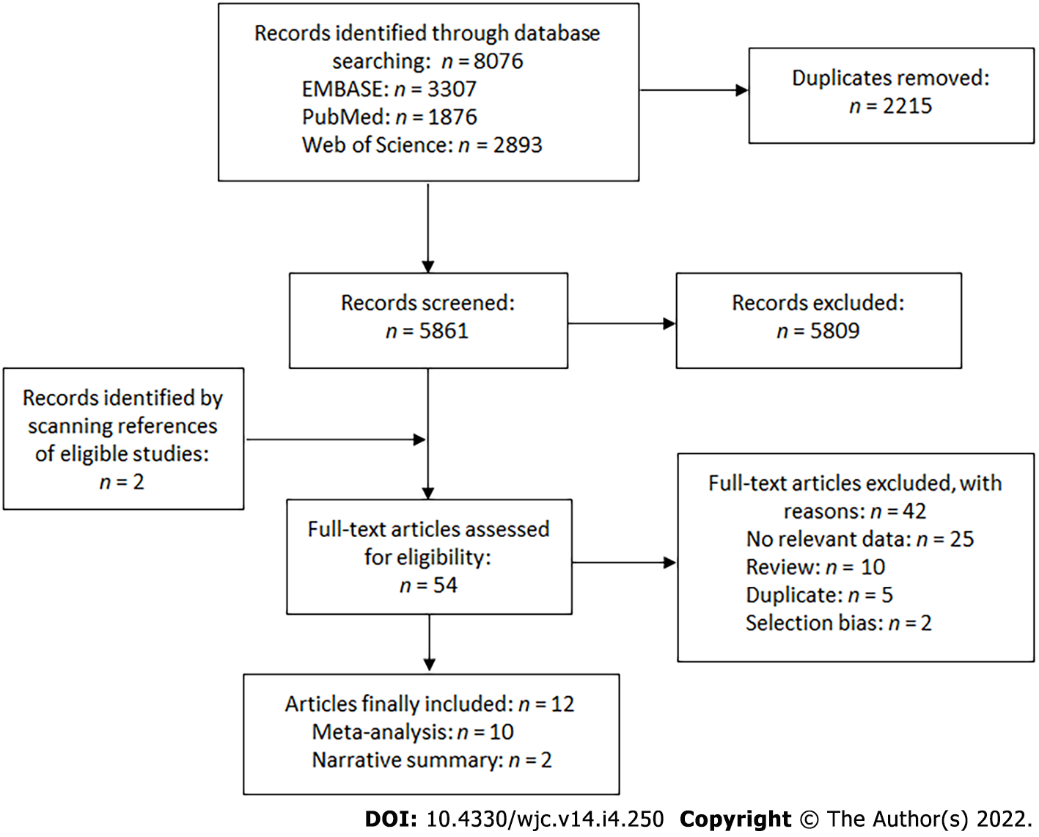 Records identified through database
searching: n = 8076
EMBASE: n = 3307
PubMed: n = 1876
Web of Science: n = 2893
Duplicates removed:
n = 2215
Records screened:
n = 5861
Records excluded:
n = 5809
Records identified by
scanning references
of eligible studies:
n = 2
Full-text articles assessed
for eligibility:
n = 54
Full-text articles excluded, with
reasons: n = 42
No relevant data: n = 25
Review: n = 10
Duplicate: n = 5
Selection bias: n = 2
Articles finally included: n = 12
Meta-analysis: n = 10
Narrative summary: n = 2
DOI: 10.4330/wjc.v14.i4.250 Copyright © The Author(s) 2022.